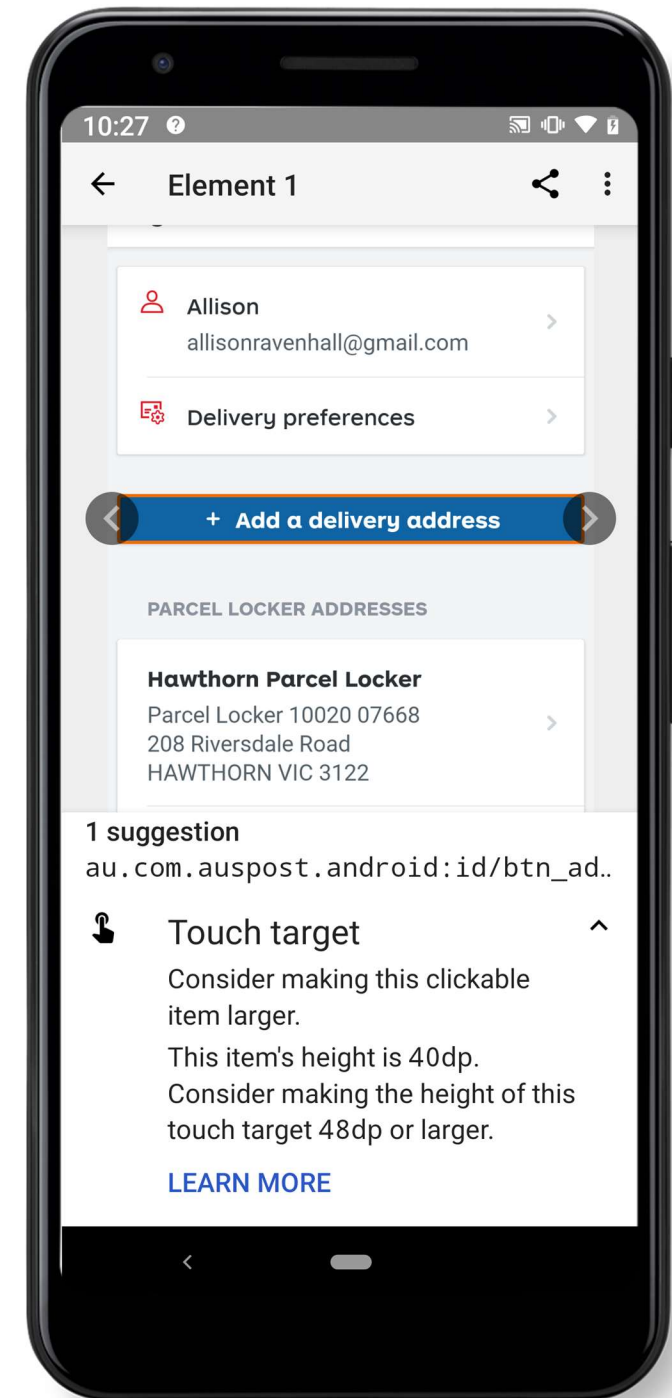 10:27
Element 1
Allison
allisonravenhall@gmail.com
Delivery preferences
+ Add a delivery address
PARCEL LOCKER ADDRESSES
Hawthorn Parcel Locker
Parcel Locker 10020 07668
208 Riversdale Road
HAWTHORN VIC 3122
1 suggestion
au.com.auspost.android:id/btn_ad..
Touch target
Consider making this clickable
item larger.
This item's height is 40dp.
Consider making the height of this
touch target 48dp or larger.
LEARN MORE